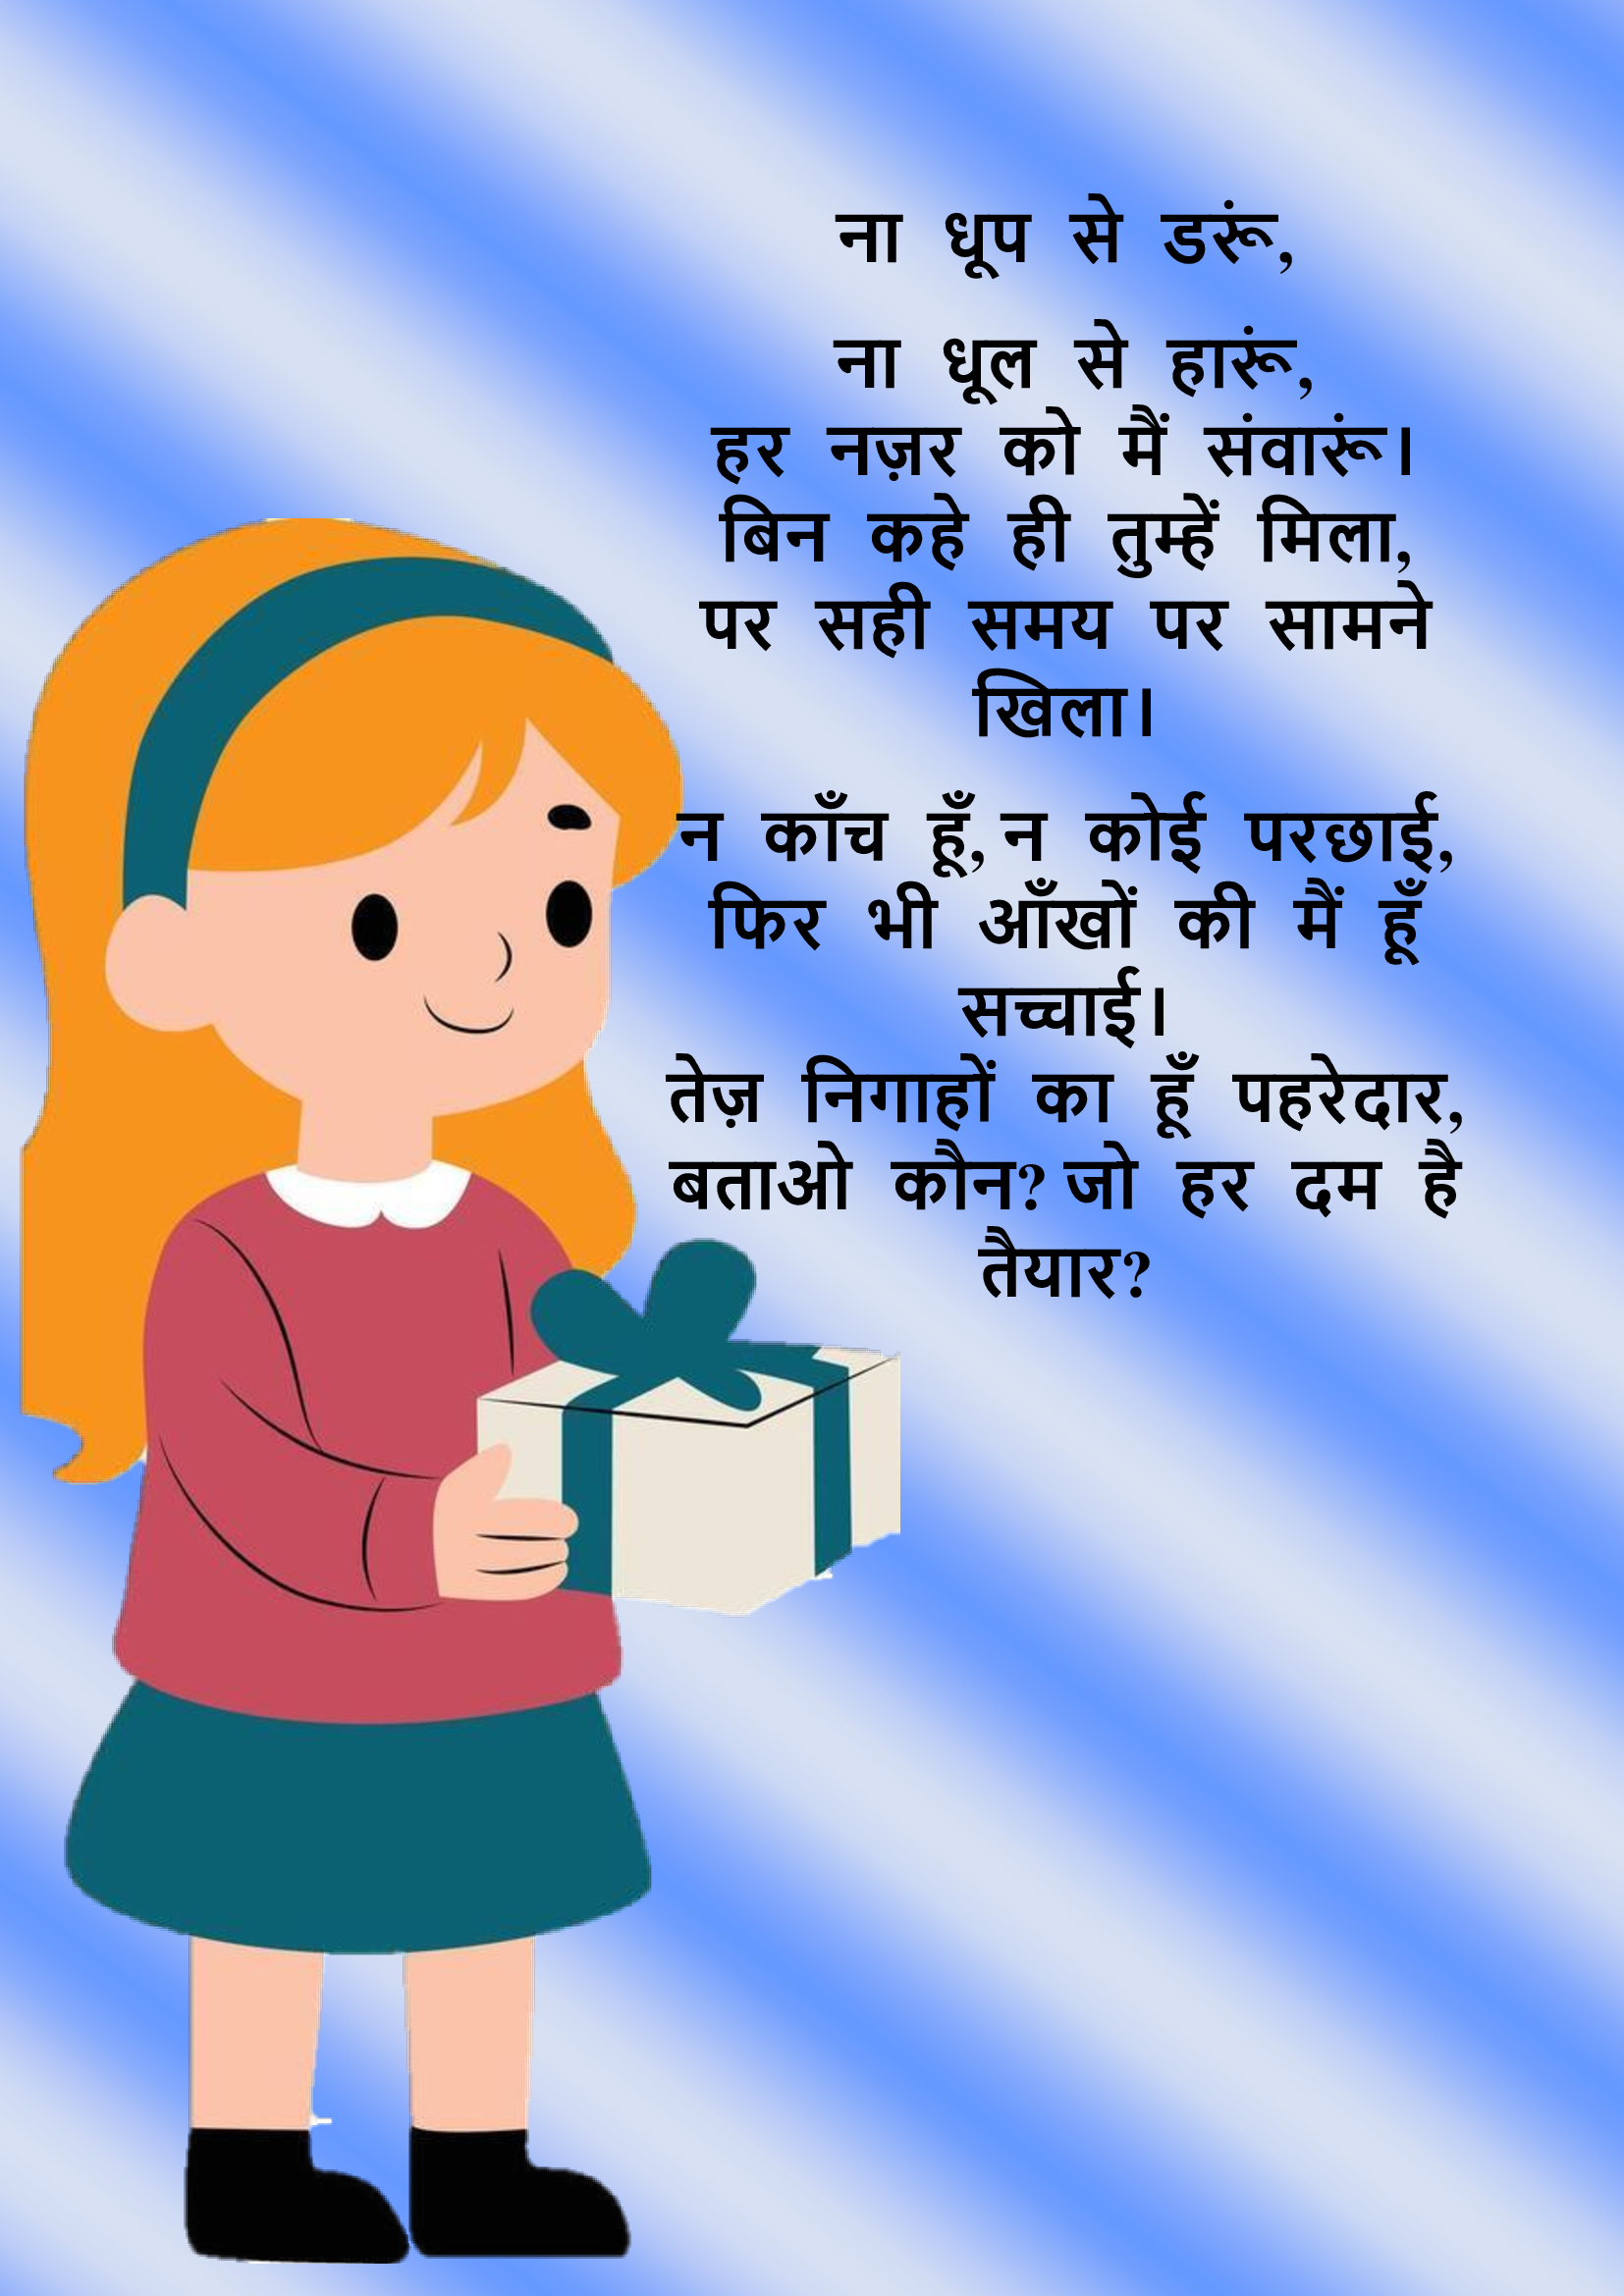 ना धूप से डरूं,
ना धूल से हारूं,
हर नज़र को मैं संवारूं।
बिन कहे ही तुम्हें मिला,
पर सही समय पर सामने
खिला।
न काँच हूँ, न कोई परछाई,
फिर भी आँखों की मैं हूँ
सच्चाई।
तेज़ निगाहों का हूँ पहरेदार,
बताओ कौन? जो हर दम है
तैयार?